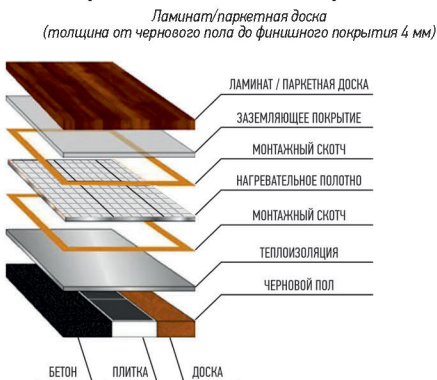 Ламинат/паркетная доска
(толщина от чернового пола до финишного покрытия 4 мм)
ЛАМИНАТ / ПАРКЕТНАЯ ДОСКА
ЗАЗЕМЛЯЮЩЕЕ ПОКРЫТИЕ
МОНТАЖНЫЙ СКОТЧ
НАГРЕВАТЕЛЬНОЕ ПОЛОТНО
МОНТАЖНЫЙ СКОТЧ
ТЕПЛОИЗОЛЯЦИЯ
ЧЕРНОВОЙ ПОЛ
БЕТОН ПЛИТКА ДОСКА